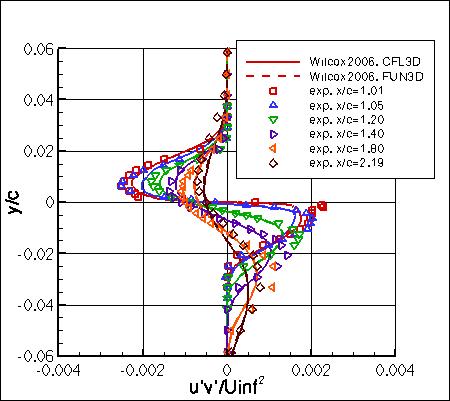 0.06
0.04
0.02
0
-0.02
-0.04
-0.06
y/c
Wilcox2006, CFL3D
Wilcox2006, FUN3D
exp, x/c=1.01
exp, x/c=1.05
exp, x/c=1.20
exp, x/c=1.40
exp, x/c=1.80
exp, x/c=2.19
-0.004 -0.002 0 0.002 0.004
u'v'/Uinf²